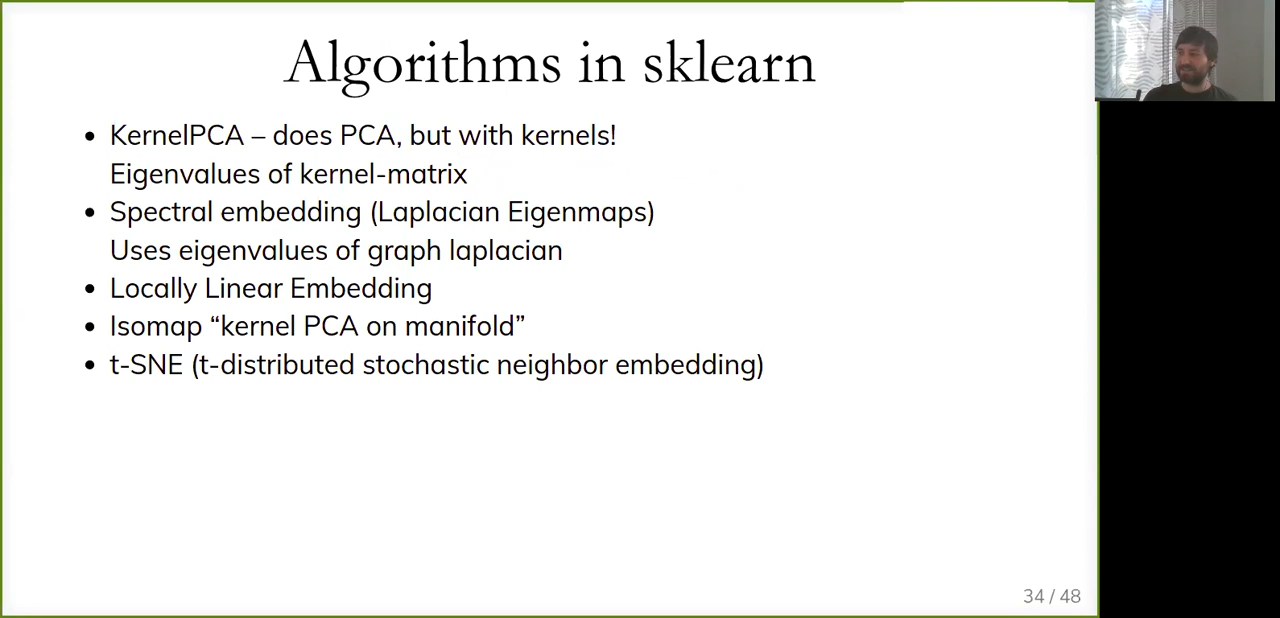 Algorithms in sklearn
• KernelPCA – does PCA, but with kernels!
Eigenvalues of kernel-matrix
• Spectral embedding (Laplacian Eigenmaps)
Uses eigenvalues of graph laplacian
• Locally Linear Embedding
• Isomap “kernel PCA on manifold”
• t-SNE (t-distributed stochastic neighbor embedding)
34 / 48